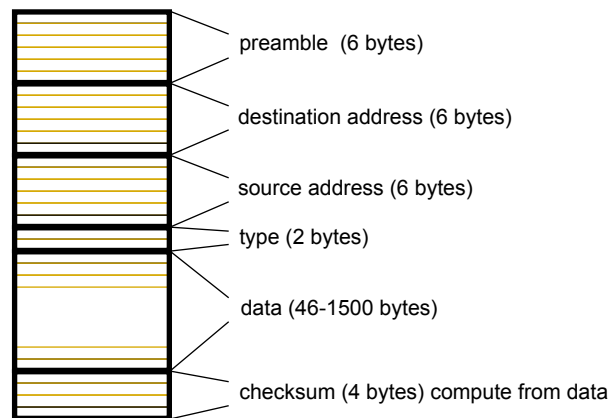 preamble (6 bytes)
destination address (6 bytes)
source address (6 bytes)
type (2 bytes)
data (46-1500 bytes)
checksum (4 bytes) compute from data